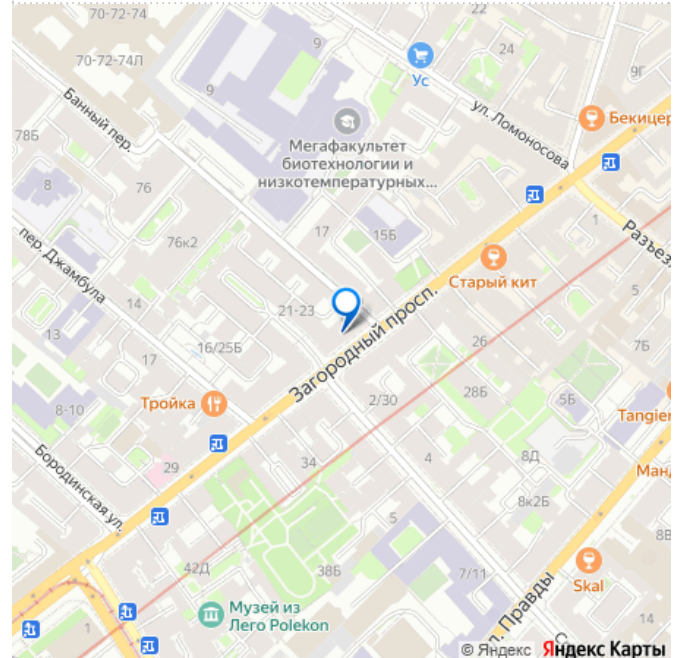 70-72-74
22
24
9
70-72-74Л
9Г
Ус
9
Банный пер.
ул. Ломоносова
Бекицер
78Б
Мегафакультет
биотехнологии и
низкотемпературных...
8
76
17
15Б
1
76к2
Разъез
пер. Джамбула
Старый кит
14
21-23
5
Загородный просп.
13
26
7Б
17
16/25Б
Тройка
2/30
28Б
5Б
8-10
Tangier
Бородинская ул.
29
34
4
8Д
Манд
8к2Б
5
8В
42Д
38Б
7/11
Skal
ул. Правды
Музей из
Лего Polekon
1
14
© Яндекс Яндекс Карты